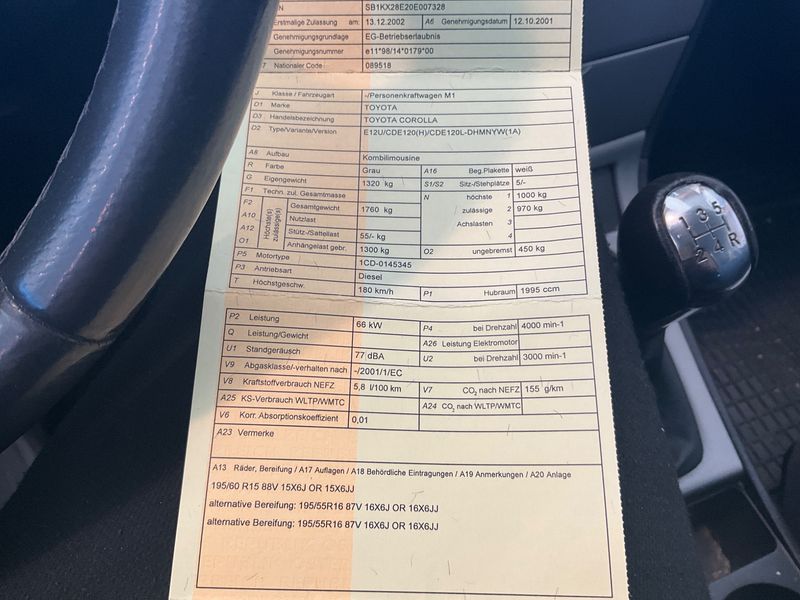 N SB1KX28E20E007328
Erstmalige Zulassung am: 13.12.2002 A6 Genehmigungsdatum 12.10.2001
Genehmigungsgrundlage EG-Betriebserlaubnis
Genehmigungsnummer e11*98/14*0179*00
Nationaler Code 089518
J Klasse / Fahrzeugart -/Personenkraftwagen M1
D1 Marke TOYOTA
D3 Handelsbezeichnung TOYOTA COROLLA
D2 Type/Variante/Version E12U/CDE120(H)/CDE120L-DHMNYW(1A)
A8 Aufbau Kombilimousine
R Farbe Grau A16 Beg.Plakette weiß
G Eigengewicht 1320 kg S1/S2 Sitz-/Stehplätze 5/-
F1 Techn. zul. Gesamtmasse N höchste 1 1000 kg
F2 Höchste(s) zulässige(s) Gesamtgewicht 1760 kg zulässige 2 970 kg
A10 Nutzlast Achslasten 3
A12 Stütz-/Sattellast 55/- kg 4
O1 Anhängelast gebr. 1300 kg O2 ungebremst 450 kg
P5 Motortype 1CD-0145345
P3 Antriebsart Diesel
T Höchstgeschw. 180 km/h P1 Hubraum 1995 ccm
P2 Leistung 66 kW P4 bei Drehzahl 4000 min-1
Q Leistung/Gewicht A26 Leistung Elektromotor
U1 Standgeräusch 77 dBA U2 bei Drehzahl 3000 min-1
V9 Abgasklasse/-verhalten nach -/2001/1/EC
V8 Kraftstoffverbrauch NEFZ 5,8 l/100 km V7 CO2 nach NEFZ 155 g/km
A25 KS-Verbrauch WLTP/WMTC A24 CO2 nach WLTP/WMTC
V6 Korr. Absorptionskoeffizient 0,01
A23 Vermerke
A13 Räder, Bereifung / A17 Auflagen / A18 Behördliche Eintragungen / A19 Anmerkungen / A20 Anlage
195/60 R15 88V 15X6J OR 15X6JJ
alternative Bereifung: 195/55R16 87V 16X6J OR 16X6JJ
alternative Bereifung: 195/55R16 87V 16X6J OR 16X6JJ
1 3 5
2 4 R